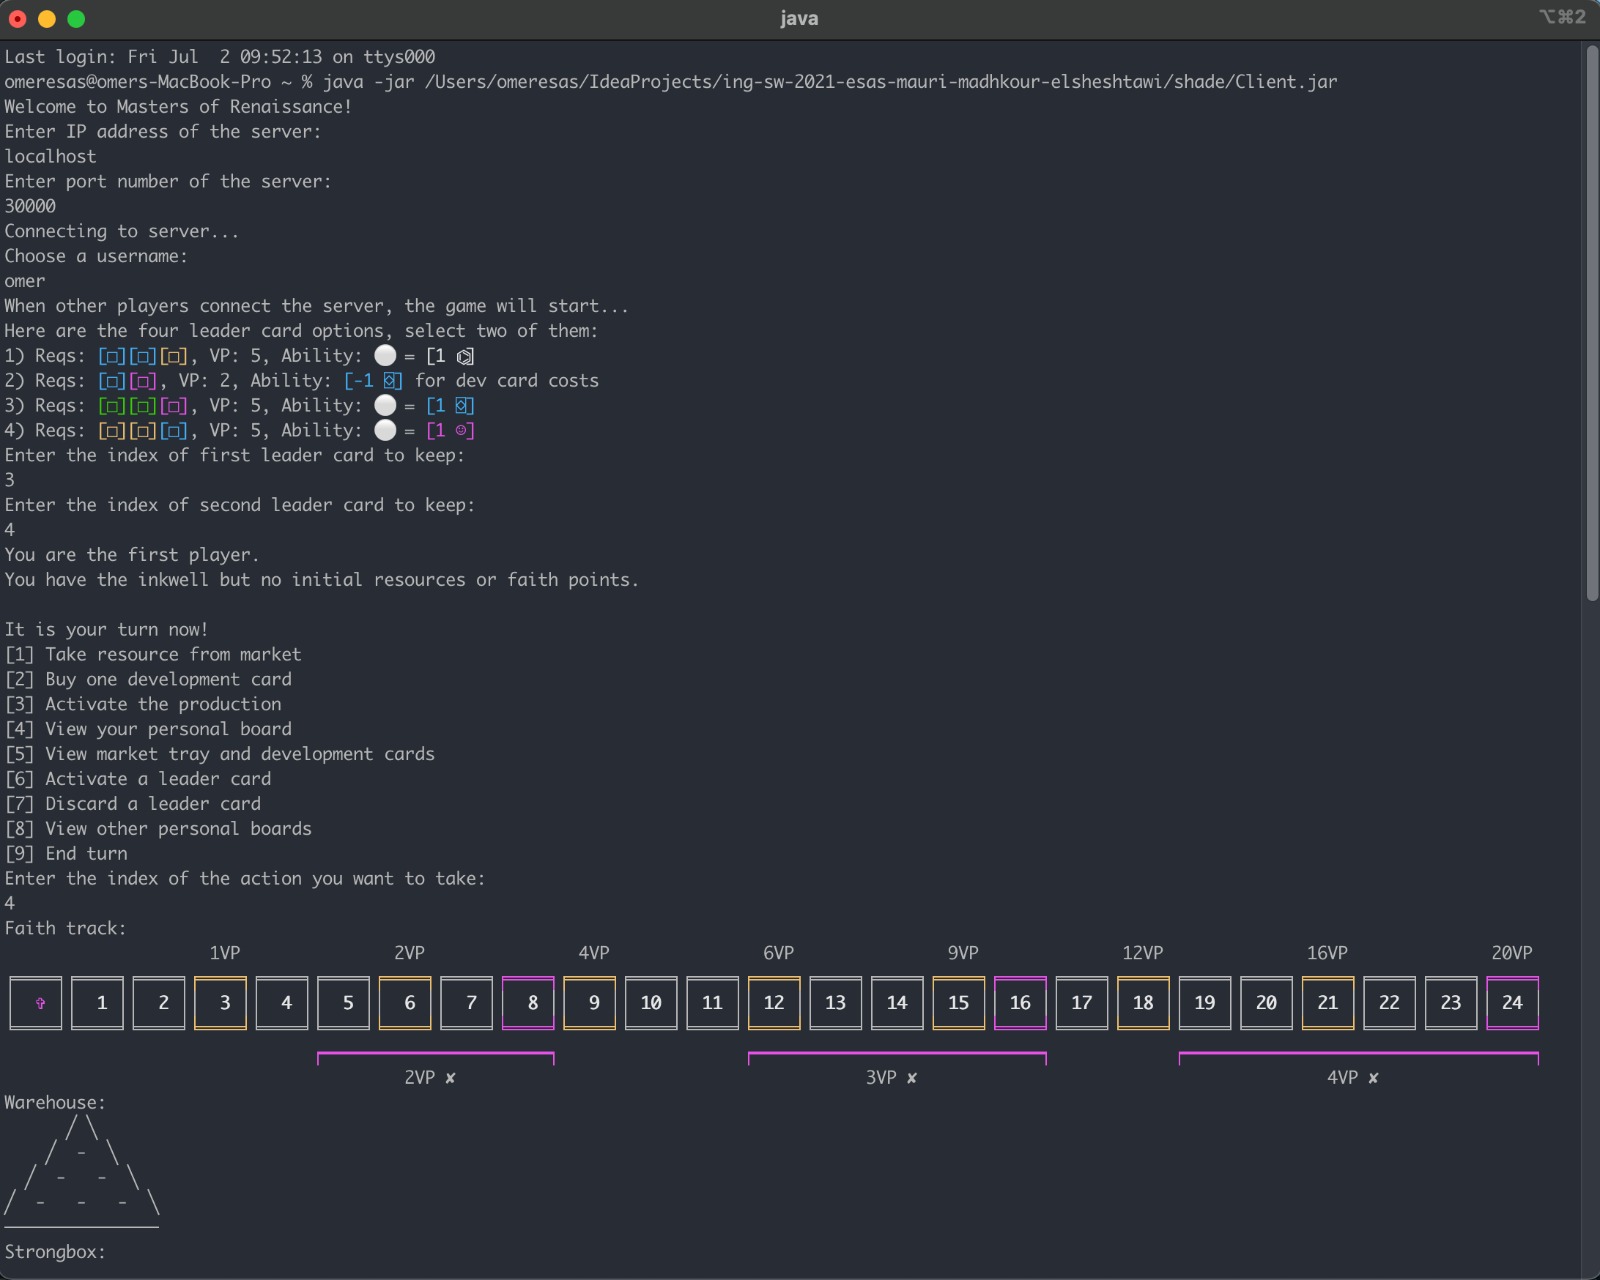 java
⌥⌘2
Last login: Fri Jul  2 09:52:13 on ttys000
omeresas@omers-MacBook-Pro ~ % java -jar /Users/omeresas/IdeaProjects/ing-sw-2021-esas-mauri-madhkour-elsheshtawi/shade/Client.jar
Welcome to Masters of Renaissance!
Enter IP address of the server:
localhost
Enter port number of the server:
30000
Connecting to server...
Choose a username:
omer
When other players connect the server, the game will start...
Here are the four leader card options, select two of them:
1) Reqs: [□][□][□], VP: 5, Ability: ⚪ = [1 ⌬]
2) Reqs: [□][□], VP: 2, Ability: [-1 ⍓] for dev card costs
3) Reqs: [□][□][□], VP: 5, Ability: ⚪ = [1 ⌺]
4) Reqs: [□][□][□], VP: 5, Ability: ⚪ = [1 ☺]
Enter the index of first leader card to keep:
3
Enter the index of second leader card to keep:
4
You are the first player.
You have the inkwell but no initial resources or faith points.
It is your turn now!
[1] Take resource from market
[2] Buy one development card
[3] Activate the production
[4] View your personal board
[5] View market tray and development cards
[6] Activate a leader card
[7] Discard a leader card
[8] View other personal boards
[9] End turn
Enter the index of the action you want to take:
4
Faith track:
1VP 2VP 4VP 6VP 9VP 12VP 16VP 20VP
✞ 1 2 3 4 5 6 7 8 9 10 11 12 13 14 15 16 17 18 19 20 21 22 23 24
2VP ✘ 3VP ✘ 4VP ✘
Warehouse:
/ \
/ - \
/ - - \
/ - - - \
Strongbox: